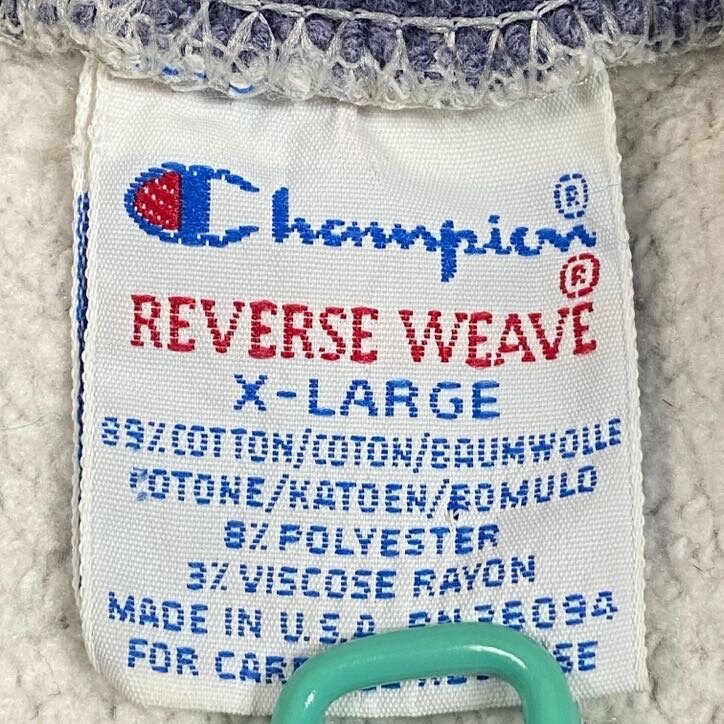 Champion®
REVERSE WEAVE®
X-LARGE
89% COTTON/COTON/BAUMWOLLE
COTONE/KATOEN/BOMULD
8% POLYESTER
3% VISCOSE RAYON
MADE IN U.S.A. RN 26094
FOR CARE